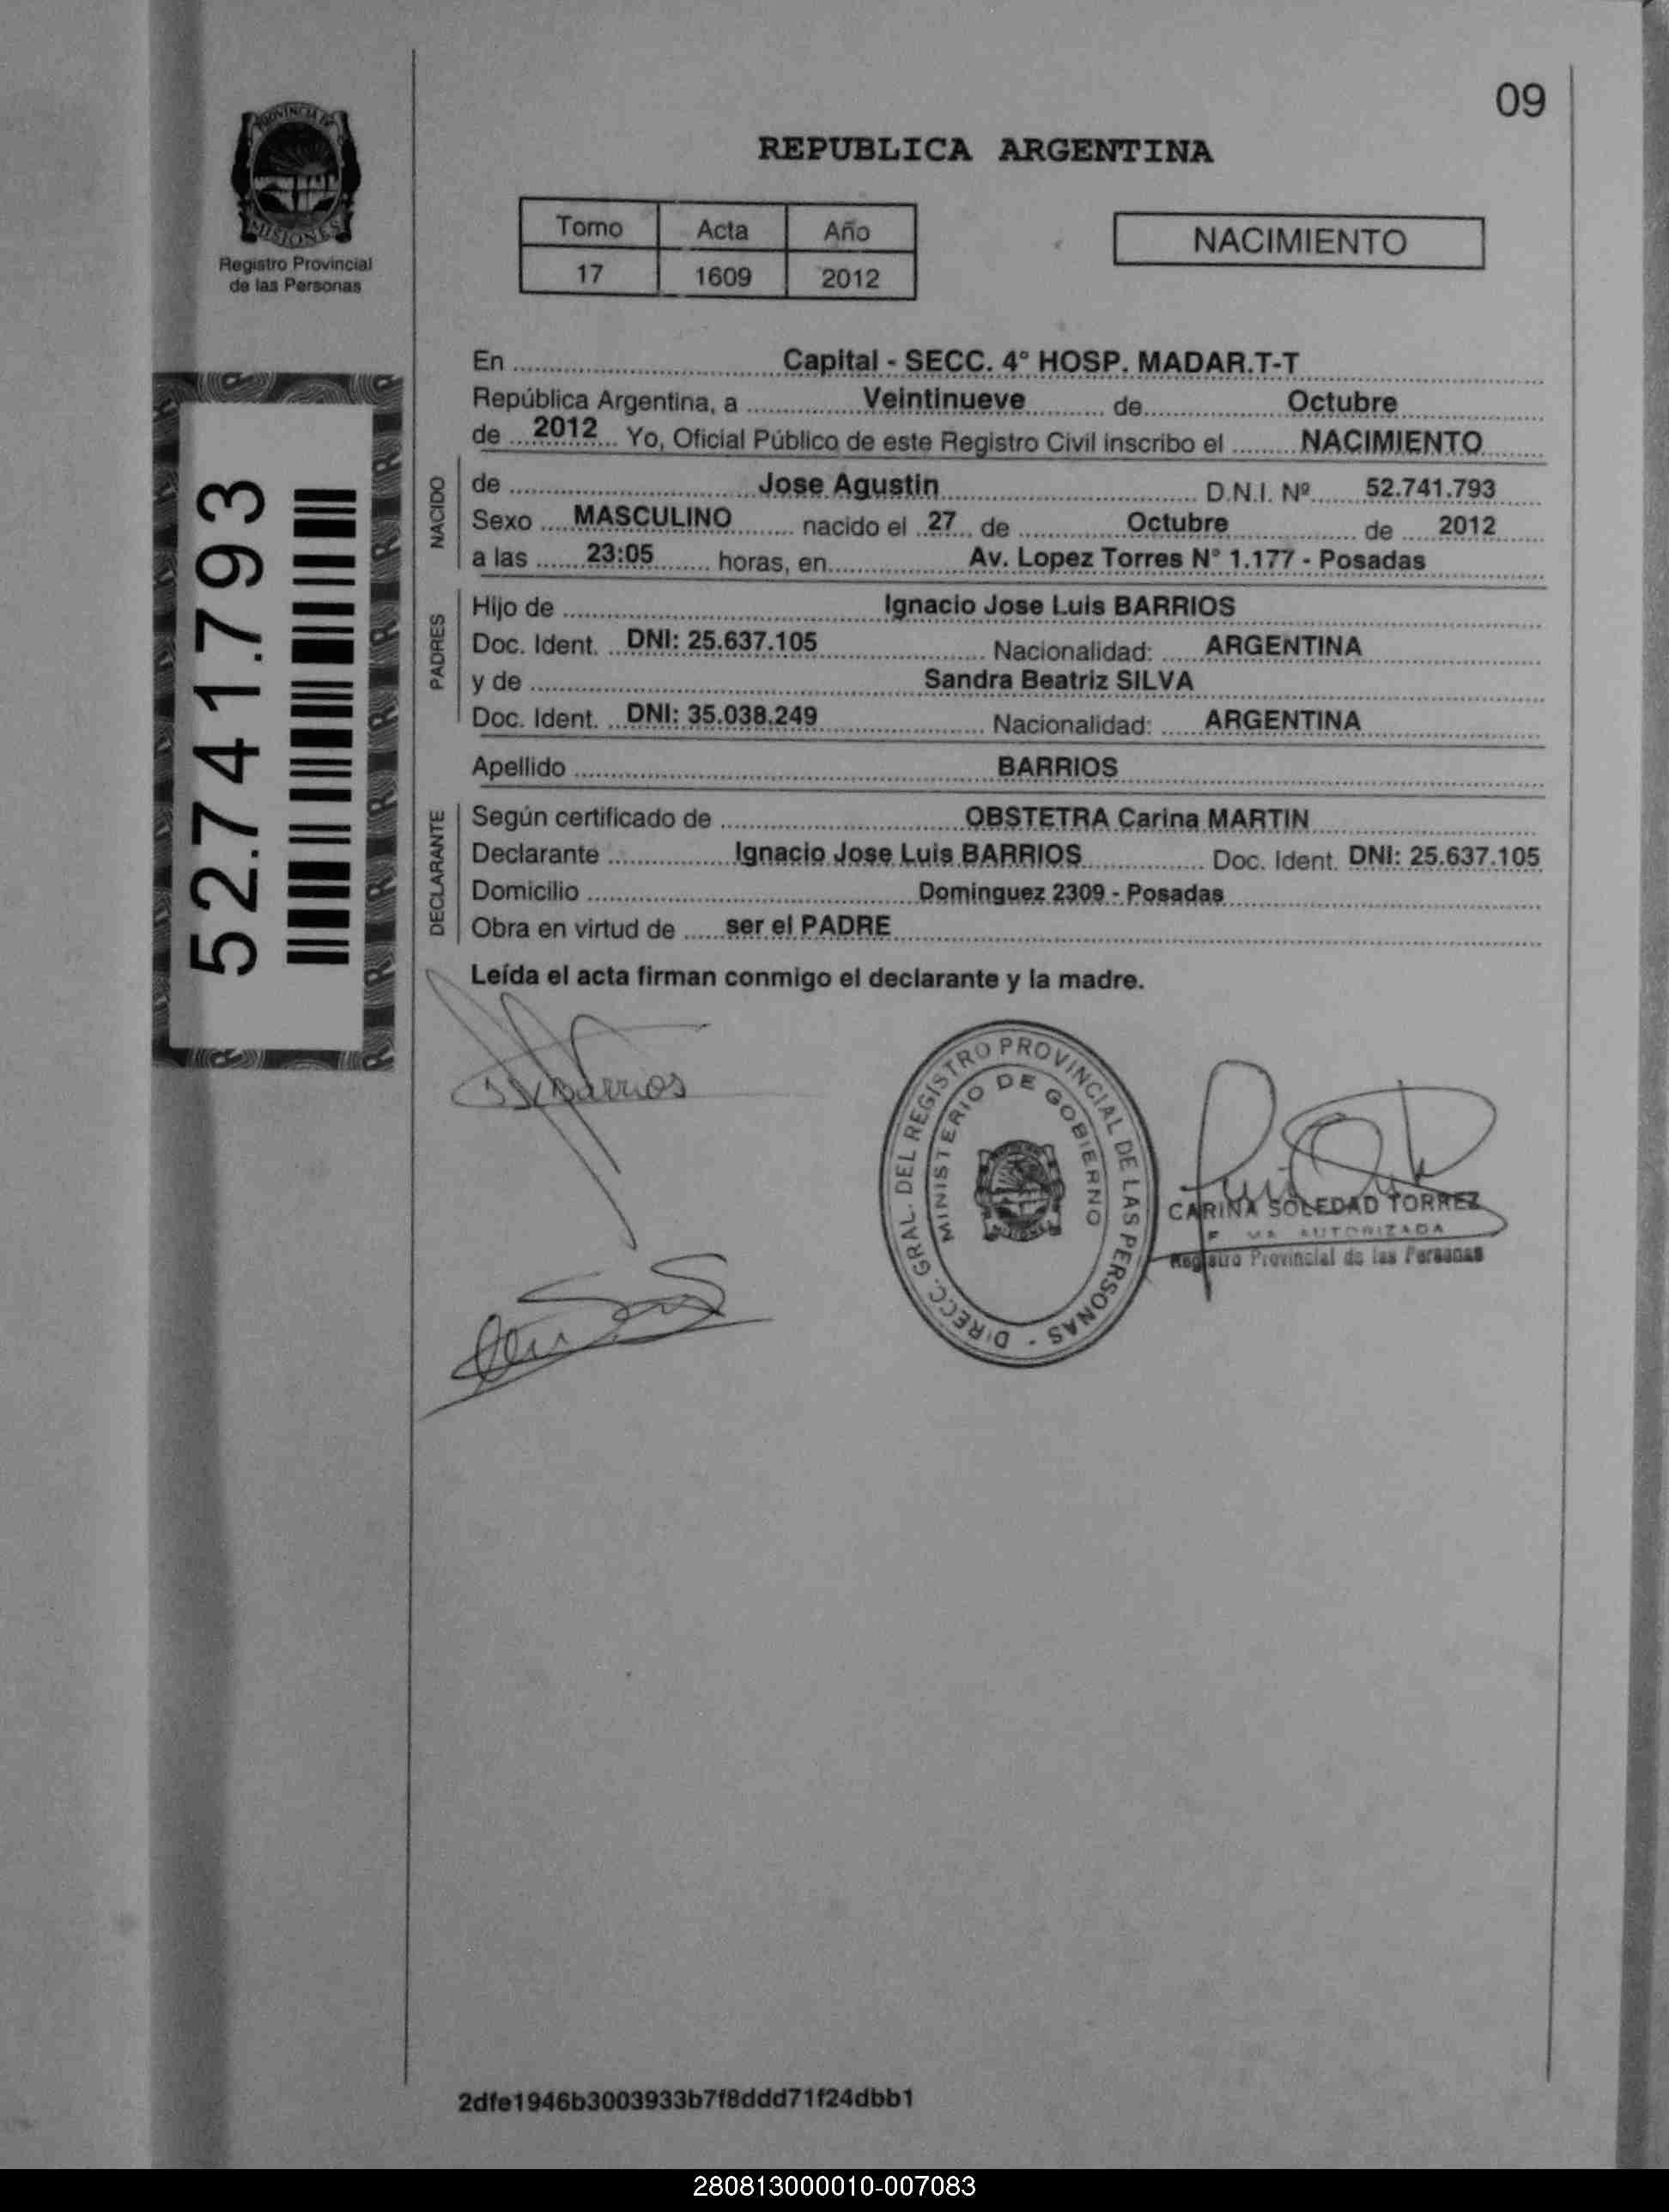 09
PROVINCIA DE
MISIONES
Registro Provincial
de las Personas
REPUBLICA ARGENTINA
Tomo Acta Año
17 1609 2012
NACIMIENTO
52.741.793
En Capital - SECC. 4° HOSP. MADAR.T-T
República Argentina, a Veintinueve de Octubre
de 2012 Yo, Oficial Público de este Registro Civil inscribo el NACIMIENTO
NACIDO
de Jose Agustin D.N.I. Nº 52.741.793
Sexo MASCULINO nacido el 27 de Octubre de 2012
a las 23:05 horas, en Av. Lopez Torres N° 1.177 - Posadas
PADRES
Hijo de Ignacio Jose Luis BARRIOS
Doc. Ident. DNI: 25.637.105 Nacionalidad: ARGENTINA
y de Sandra Beatriz SILVA
Doc. Ident. DNI: 35.038.249 Nacionalidad: ARGENTINA
Apellido BARRIOS
DECLARANTE
Según certificado de OBSTETRA Carina MARTIN
Declarante Ignacio Jose Luis BARRIOS Doc. Ident. DNI: 25.637.105
Domicilio Dominguez 2309 - Posadas
Obra en virtud de ser el PADRE
Leída el acta firman conmigo el declarante y la madre.
Barrios
DIRECC. GRAL. DEL REGISTRO PROVINCIAL DE LAS PERSONAS -
MINISTERIO DE GOBIERNO
CARINA SOLEDAD TORREZ
AUTORIZADA
Registro Provincial de las Personas
2dfe1946b3003933b7f8ddd71f24dbb1
280813000010-007083